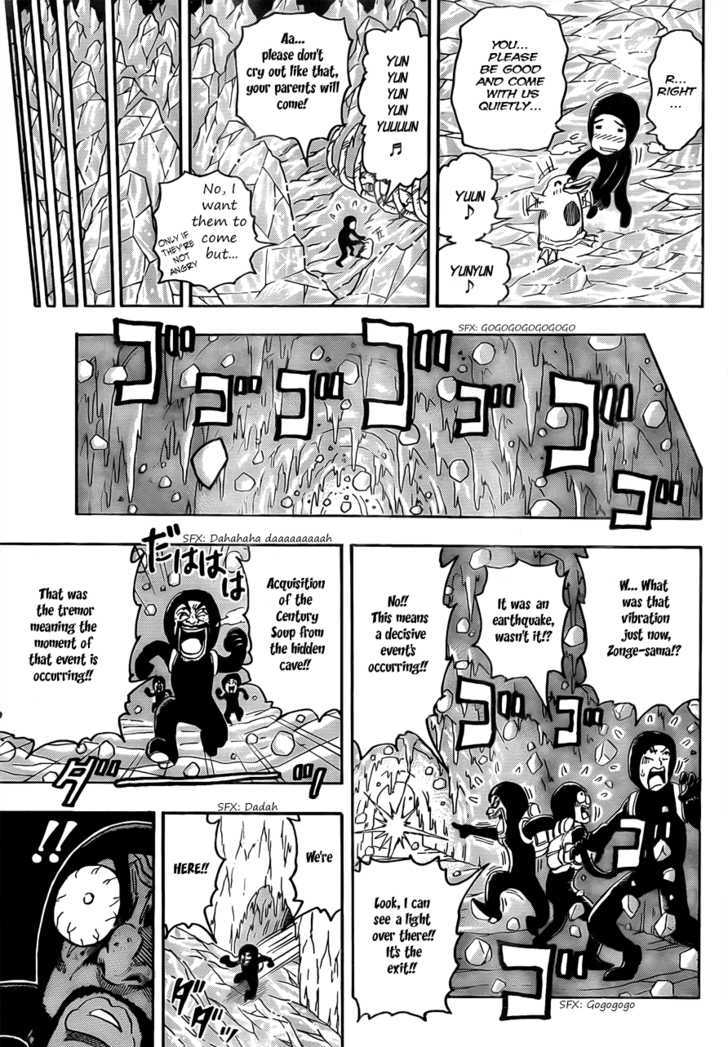 R...
RIGHT
...
YOU...
PLEASE
BE GOOD
AND COME
WITH US
QUIETLY...
YUUN
♪
YUNYUN
♪
YUN
YUN
YUN
YUN
YUUUUN
♪
Aa...
please don't
cry out like that,
your parents will
come!
No, I
want
them to
come
but...
ONLY IF
THEY'RE
NOT
ANGRY
SFX: GOGOGOGOGOGOGO
ゴゴゴゴゴゴゴ
W... What
was that
vibration
just now,
Zonge-sama!?
It was an
earthquake,
wasn't it!?
No!!
This means
a decisive
event's
occurring!!
ゴゴゴ
Look, I can
see a light
over there!!
It's the
exit!!
ゴ
ゴ
SFX: Gogogogo
SFX: Dahahaha daaaaaaaaah
だはははは
Acquisition
of the
Century
Soup from
the hidden
cave!!
That was
the tremor
meaning the
moment of
that event is
occurring!!
ダダッ
SFX: Dadah
We're
HERE!!
ダダッ
!!